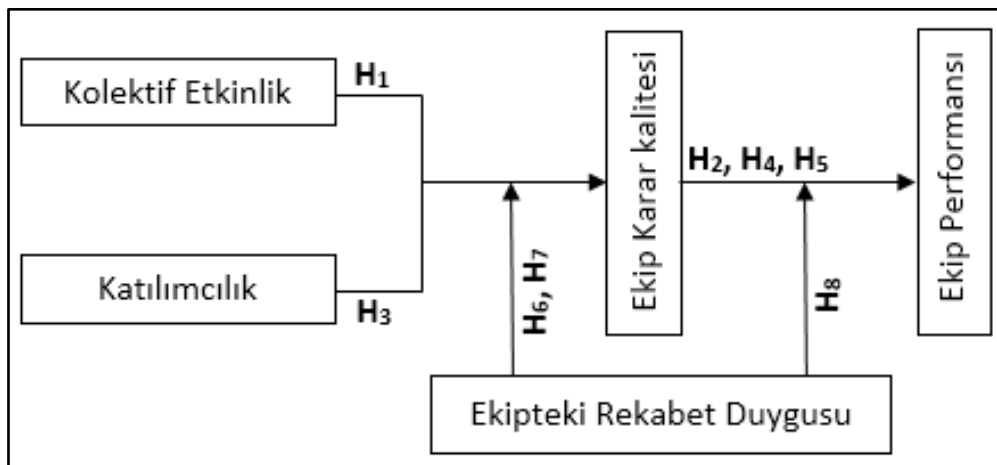 Kolektif Etkinlik
H₁
Katılımcılık
H₃
Ekip Karar kalitesi
H₂, H₄, H₅
Ekip Performansı
H₆, H₇
H₈
Ekipteki Rekabet Duygusu